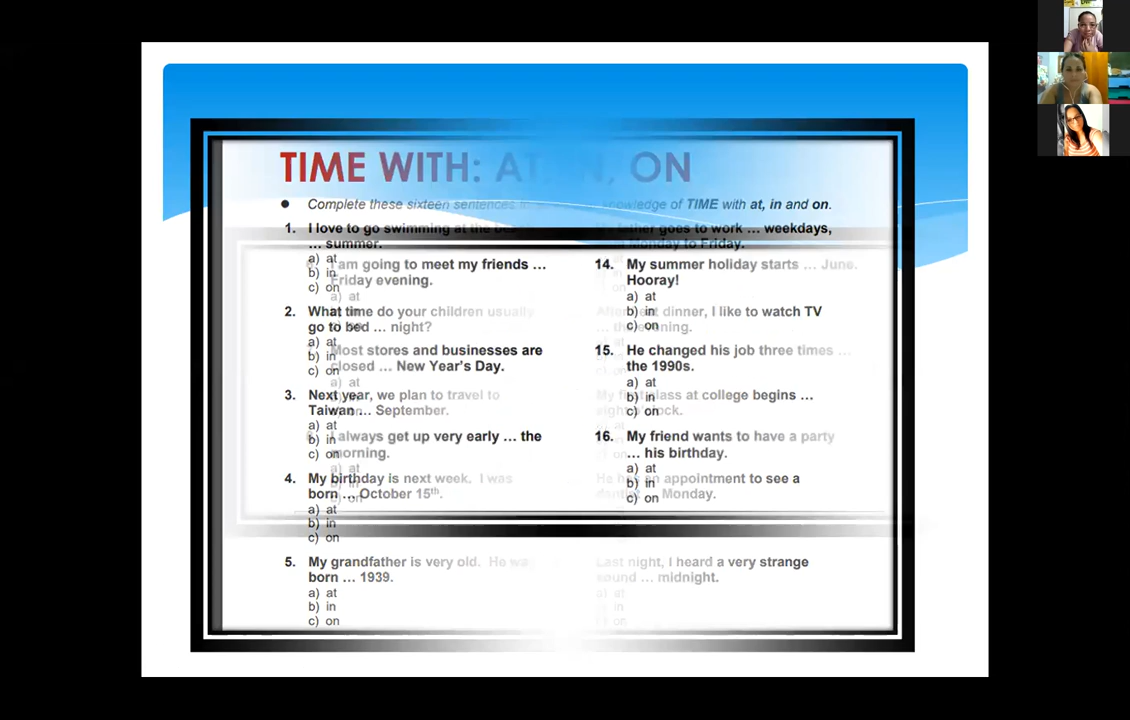 TIME WITH: AT, IN, ON
Complete these sixteen sentences knowledge of TIME with at, in and on.
1. I love to go swimming at the
... summer.
a) at
b) in
c) on
2. What time do your children usually
go to bed ... night?
a) at
b) in
c) on
3. Next year, we plan to travel to
Taiwan ... September.
a) at
b) in
c) on
4. My birthday is next week. I was
born ... October 15th.
a) at
b) in
c) on
5. My grandfather is very old. He was
born ... 1939.
a) at
b) in
c) on
I am going to meet my friends ...
Friday evening.
a) at
Most stores and businesses are
closed ... New Year's Day.
a) at
I always get up very early ... the
morning.
a) at
father goes to work ... weekdays,
Monday to Friday.
dinner, I like to watch TV
... the evening.
My first class at college begins ...
eight o'clock.
He has an appointment to see a
dentist ... Monday.
Last night, I heard a very strange
sound ... midnight.
a) at
in
on
14. My summer holiday starts ... June.
Hooray!
a) at
b) in
c) on
15. He changed his job three times ...
the 1990s.
a) at
b) in
c) on
16. My friend wants to have a party
... his birthday.
a) at
b) in
c) on